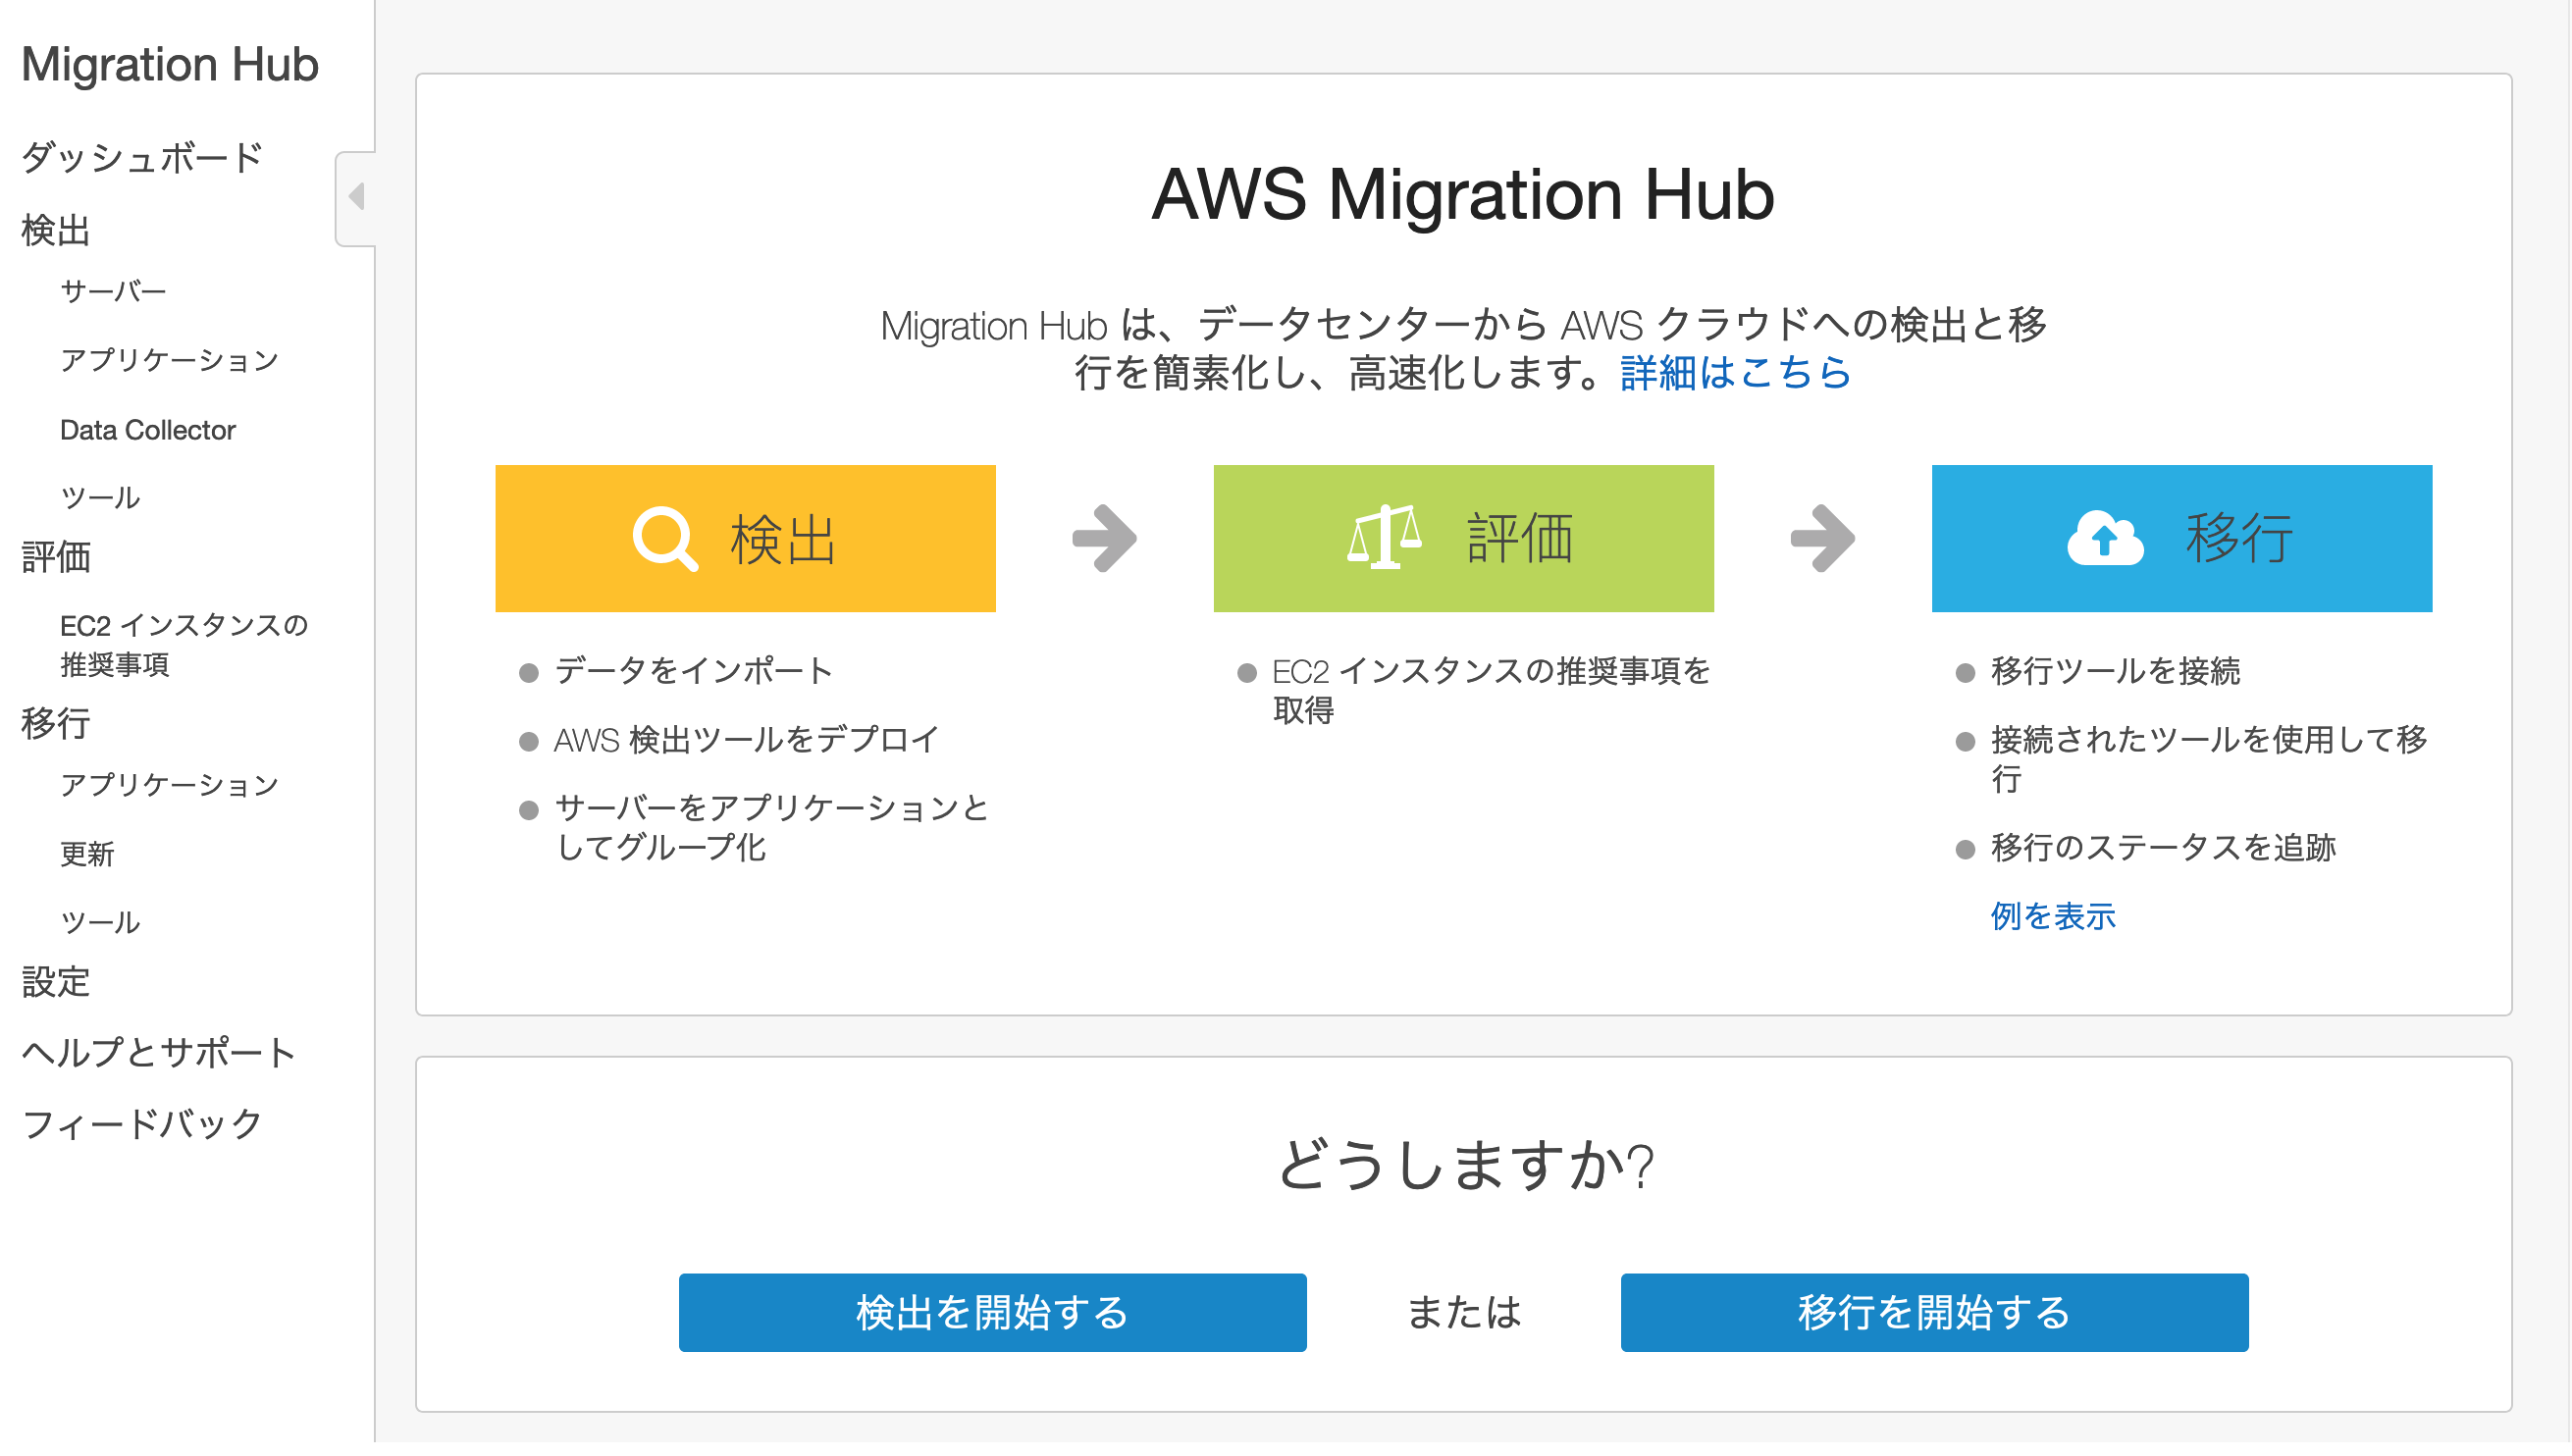 Migration Hub
ダッシュボード
検出
サーバー
アプリケーション
Data Collector
ツール
評価
EC2 インスタンスの
推奨事項
移行
アプリケーション
更新
ツール
設定
ヘルプとサポート
フィードバック
AWS Migration Hub
Migration Hub は、データセンターから AWS クラウドへの検出と移
行を簡素化し、高速化します。詳細はこちら
検出
データをインポート
AWS 検出ツールをデプロイ
サーバーをアプリケーションと
してグループ化
評価
EC2 インスタンスの推奨事項を
取得
移行
移行ツールを接続
接続されたツールを使用して移
行
移行のステータスを追跡
例を表示
どうしますか?
検出を開始する
または
移行を開始する